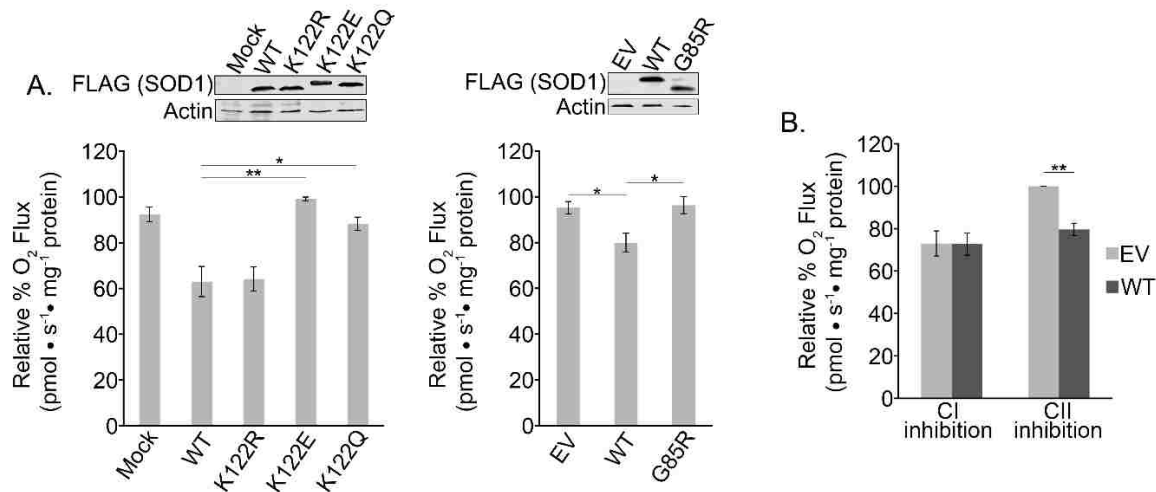 A.
Mock
WT
K122R
K122E
K122Q
FLAG (SOD1)
Actin
120
100
80
60
40
20
0
Relative % O₂ Flux
(pmol • s⁻¹• mg⁻¹ protein)
*
**
Mock
WT
K122R
K122E
K122Q
EV
WT
G85R
FLAG (SOD1)
Actin
120
100
80
60
40
20
0
Relative % O₂ Flux
(pmol • s⁻¹• mg⁻¹ protein)
*
*
EV
WT
G85R
B.
120
100
80
60
40
20
0
Relative % O₂ Flux
(pmol • s⁻¹• mg⁻¹ protein)
**
EV
WT
CI
inhibition
CII
inhibition